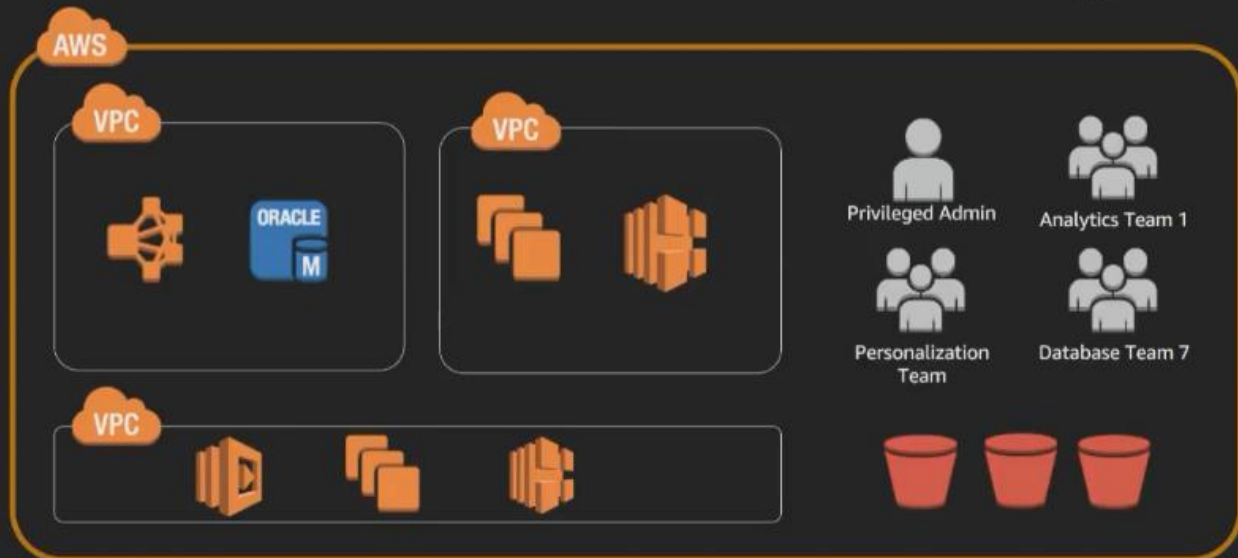 AWS
VPC
VPC
ORACLE
M
Privileged Admin
Analytics Team 1
Personalization
Team
Database Team 7
VPC